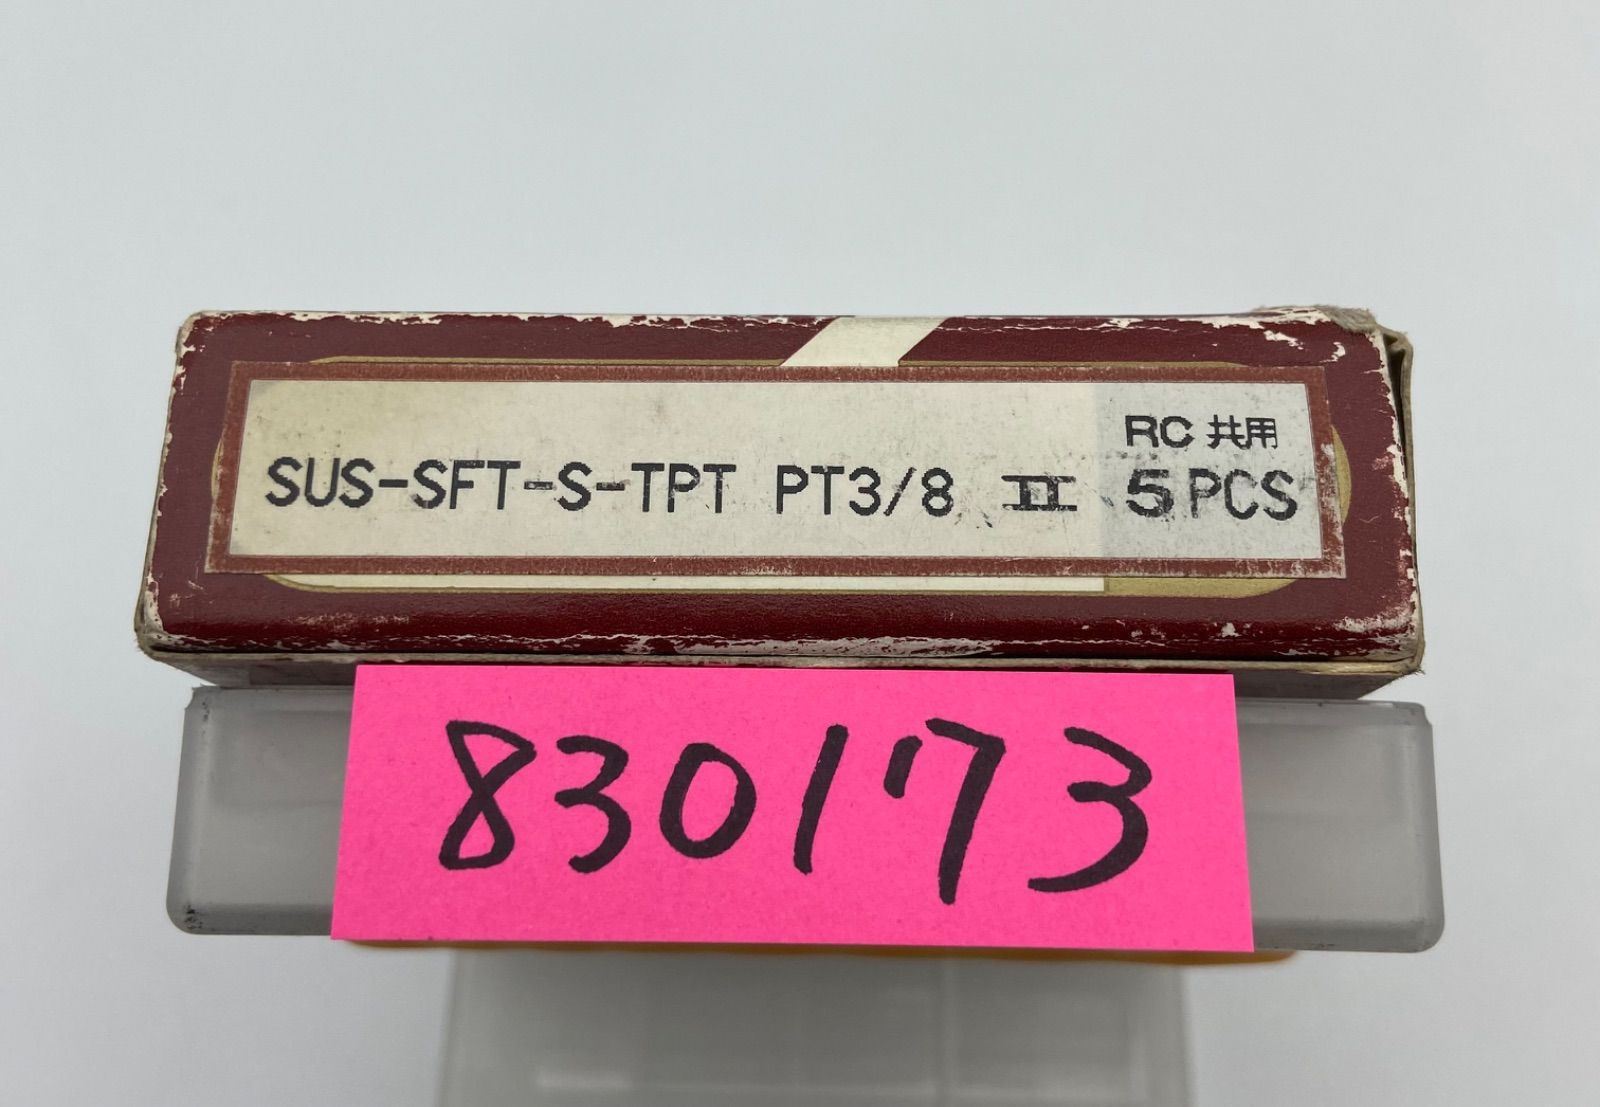 RC 共用
SUS-SFT-S-TPT PT3/8 II 5PCS
830173